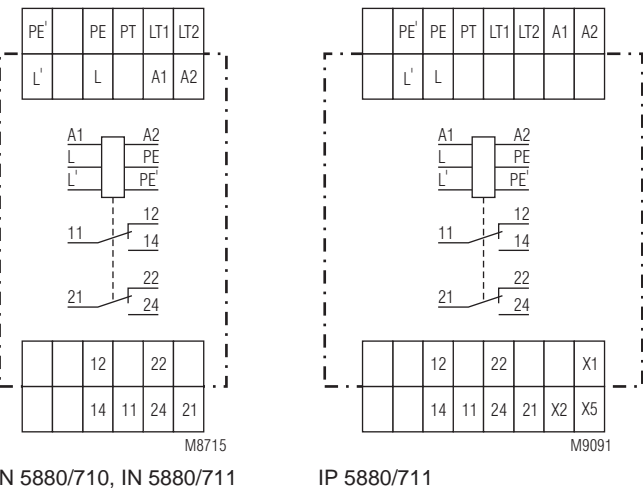 PE' PE PT LT1 LT2
L' L A1 A2
A1 A2
L PE
L' PE'
12
11 14
22
21 24
12 22
14 11 24 21
M8715
N 5880/710, IN 5880/711
PE' PE PT LT1 LT2 A1 A2
L' L
A1 A2
L PE
L' PE'
12
11 14
22
21 24
12 22 X1
14 11 24 21 X2 X5
M9091
IP 5880/711